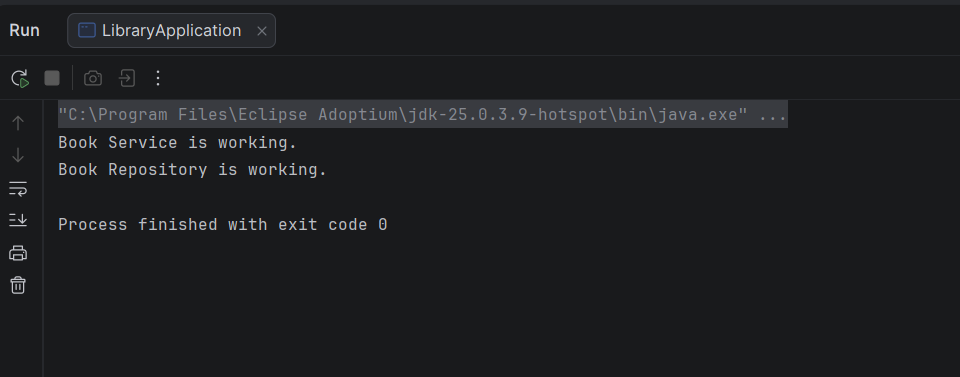 Run
LibraryApplication
"C:\Program Files\Eclipse Adoptium\jdk-25.0.3.9-hotspot\bin\java.exe" ...
Book Service is working.
Book Repository is working.
Process finished with exit code 0